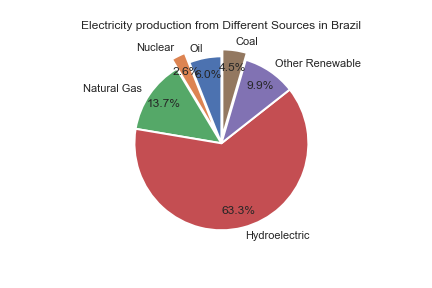 Electricity production from Different Sources in Brazil
Coal
Nuclear
Oil
Other Renewable
4.5%
2.6%
6.0%
Natural Gas
9.9%
13.7%
63.3%
Hydroelectric